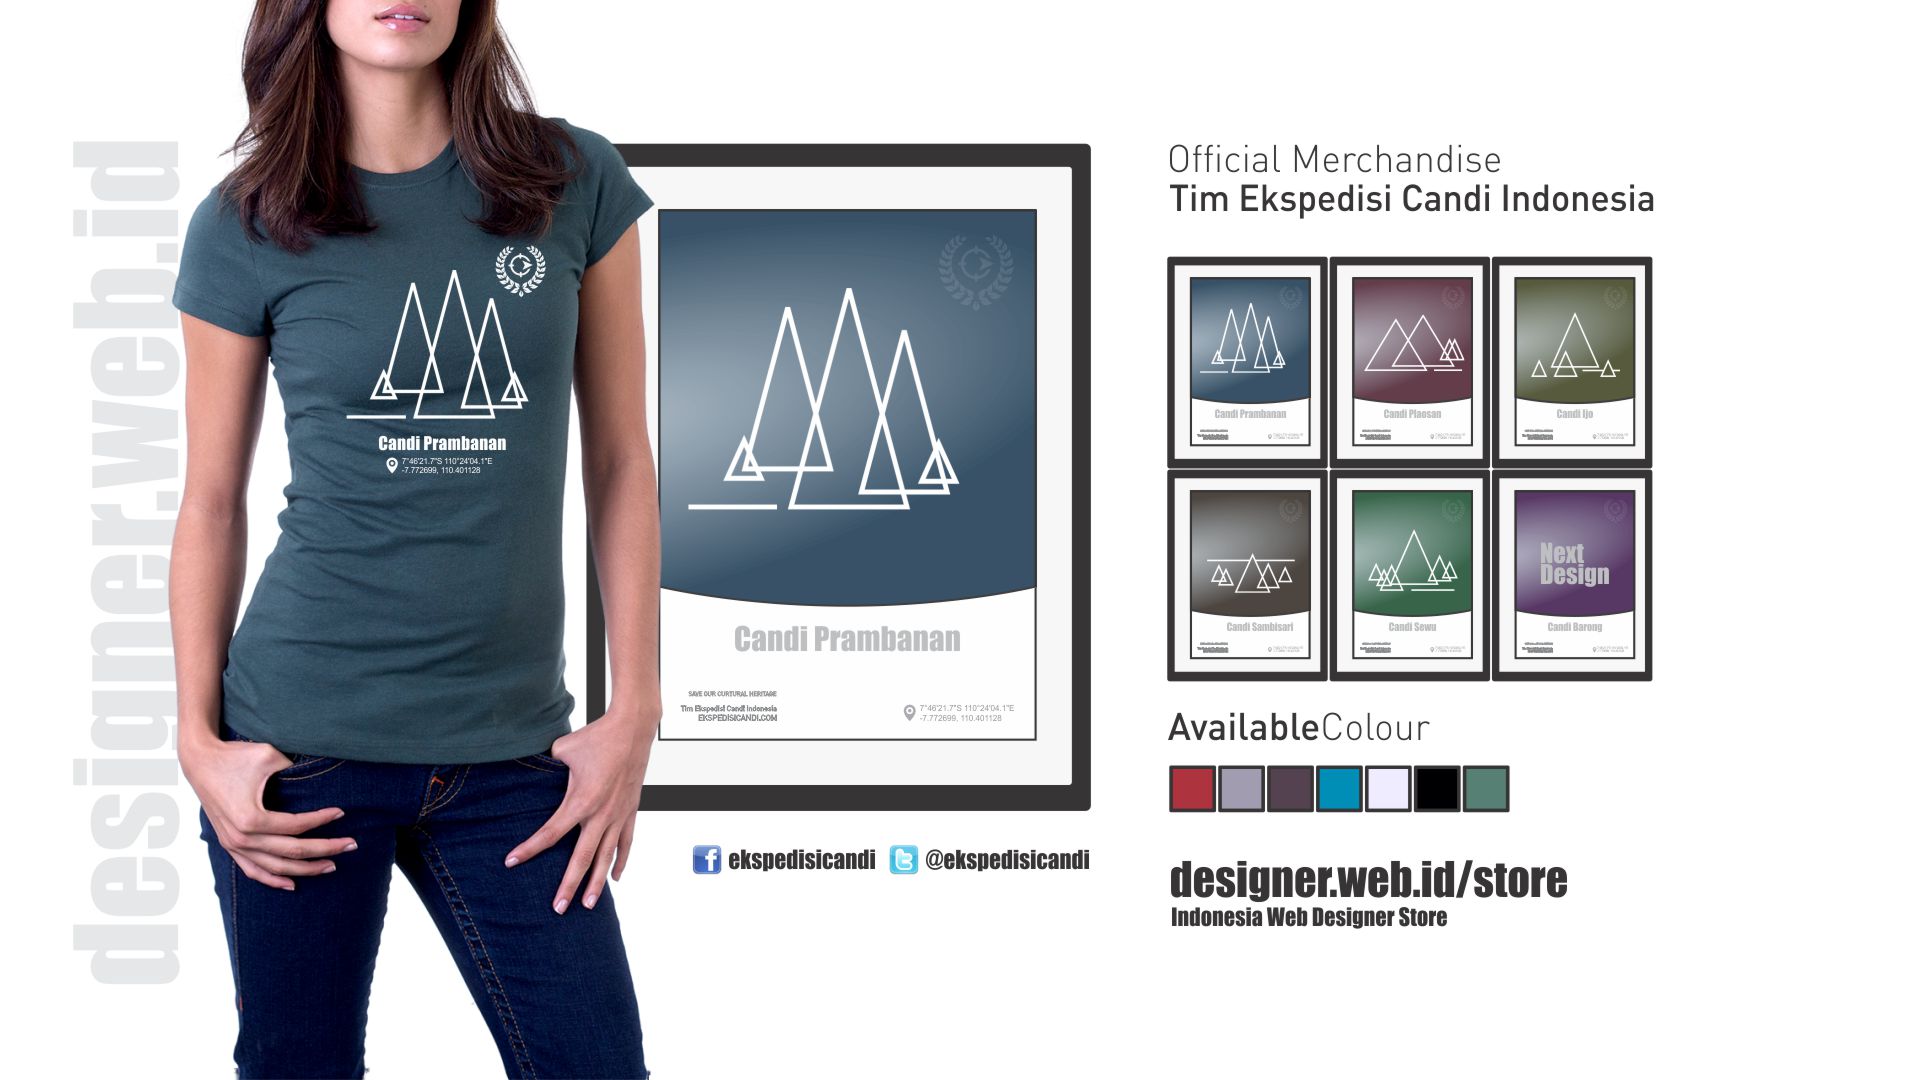 designer.web.id
Candi Prambanan
7°46'21.7"S 110°24'04.1"E
-7.772699, 110.401128
Candi Prambanan
SAVE OUR CURTURAL HERITAGE
Tim Ekspedisi Candi Indonesia
EKSPEDISICANDI.COM
7°46'21.7"S 110°24'04.1"E
-7.772699, 110.401128
ekspedisicandi
@ekspedisicandi
Official Merchandise
Tim Ekspedisi Candi Indonesia
Candi Prambanan
Candi Plaosan
Candi Ijo
Next
Design
Candi Sambisari
Candi Sewu
Candi Barong
AvailableColour
designer.web.id/store
Indonesia Web Designer Store